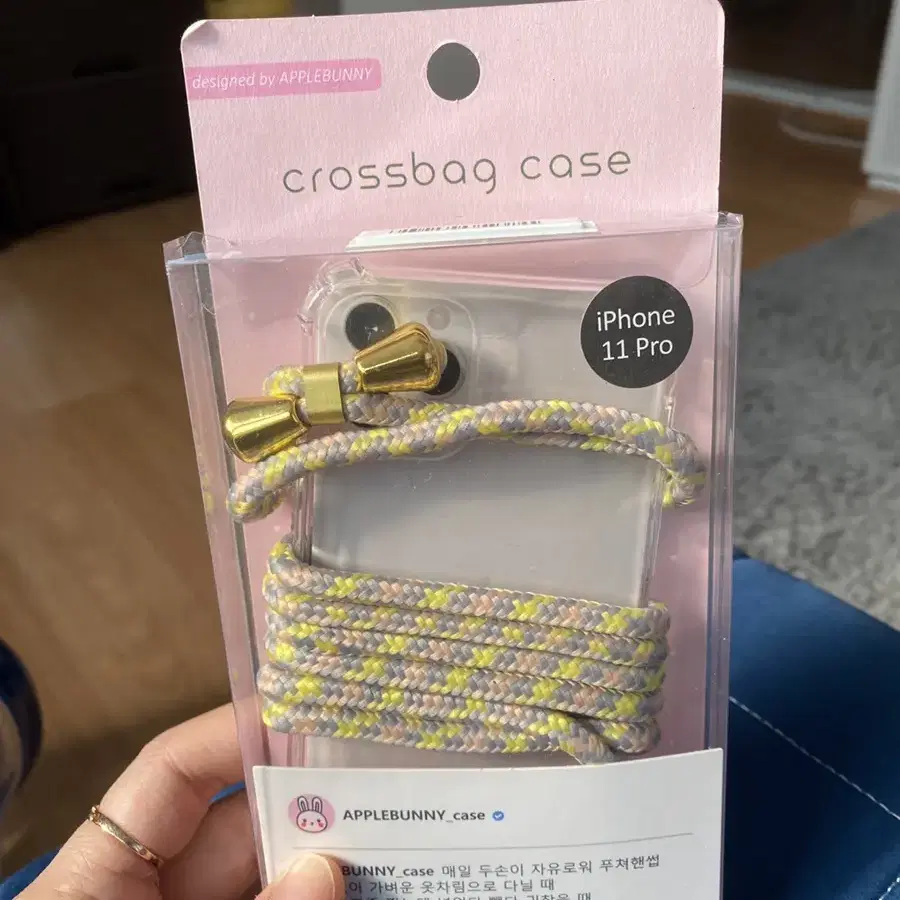 designed by APPLEBUNNY
crossbag case
iPhone
11 Pro
APPLEBUNNY_case
BUNNY_case 매일 두손이 자유로워 푸쳐핸썹
이 가벼운 옷차림으로 다닐 때